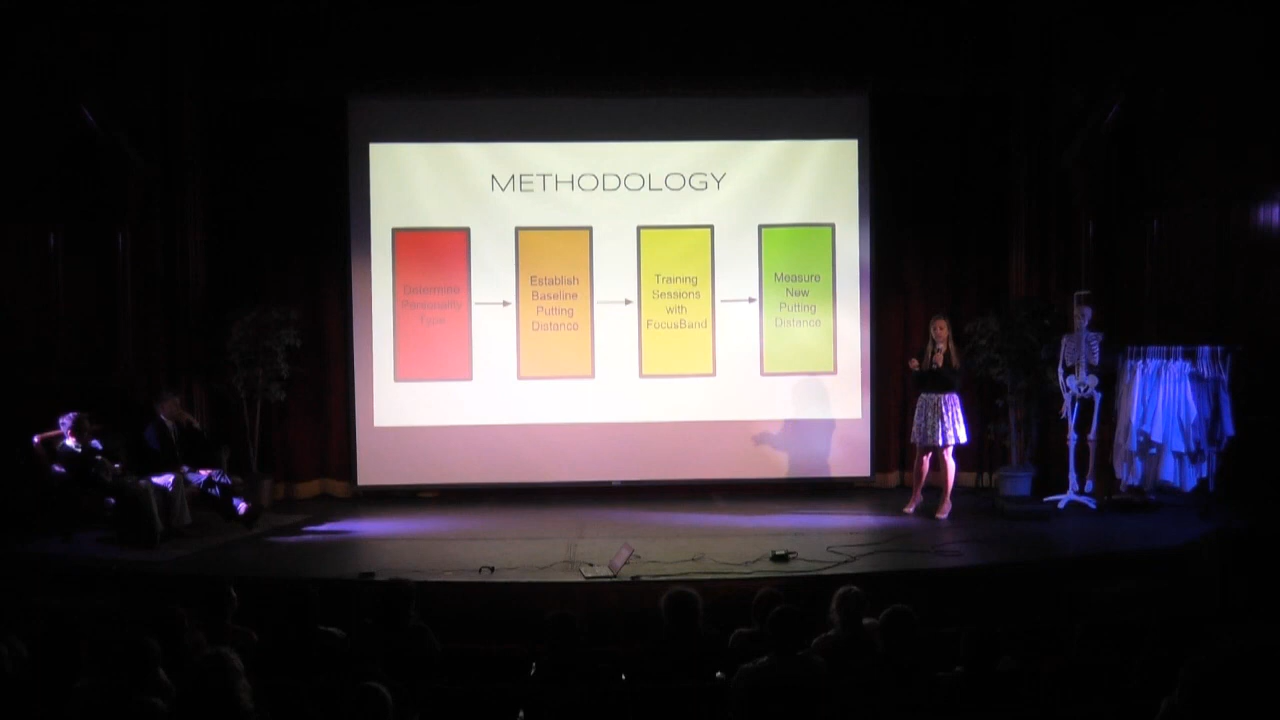 METHODOLOGY
Determine
Personality
Type
Establish
Baseline
Putting
Distance
Training
Sessions
with
FocusBand
Measure
New
Putting
Distance